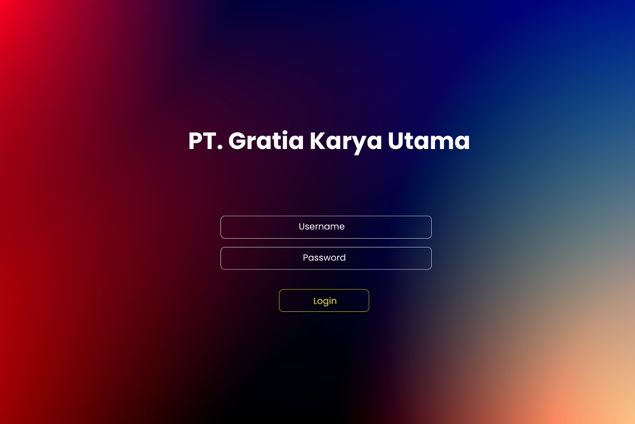 PT. Gratia Karya Utama
Username
Password
Login